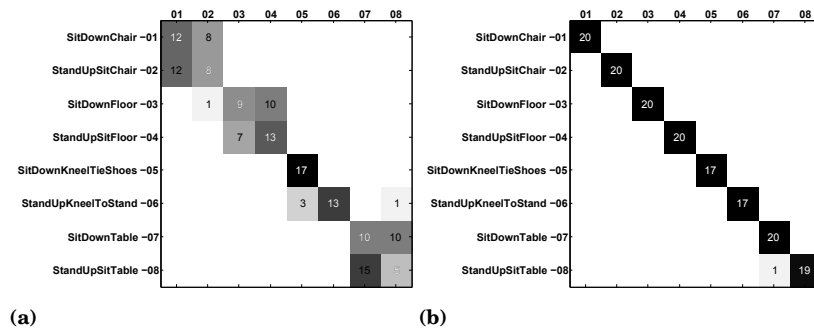 01 02 03 04 05 06 07 08
SitDownChair −01 12 8
StandUpSitChair −02 12 8
SitDownFloor −03 1 9 10
StandUpSitFloor −04 7 13
SitDownKneelTieShoes −05 17
StandUpKneelToStand −06 3 13 1
SitDownTable −07 10 10
StandUpSitTable −08 15
(a)
01 02 03 04 05 06 07 08
SitDownChair −01 20
StandUpSitChair −02 20
SitDownFloor −03 20
StandUpSitFloor −04 20
SitDownKneelTieShoes −05 17
StandUpKneelToStand −06 17
SitDownTable −07 20
StandUpSitTable −08 1 19
(b)